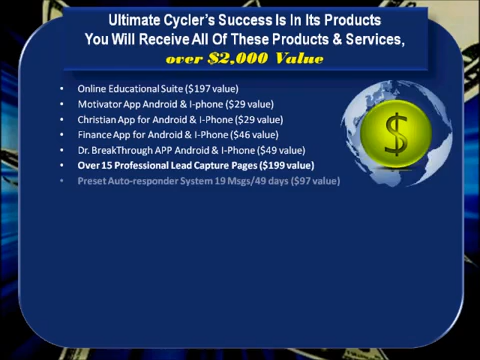 Ultimate Cycler's Success Is In Its Products
You Will Receive All Of These Products & Services,
over $2,000 Value
• Online Educational Suite ($197 value)
• Motivator App Android & I-phone ($29 value)
• Christian App for Android & I-Phone ($29 value)
• Finance App for Android & I-Phone ($46 value)
• Dr. BreakThrough APP Android & I-Phone ($49 value)
• Over 15 Professional Lead Capture Pages ($199 value)
• Preset Auto-responder System 19 Msgs/49 days ($97 value)
$